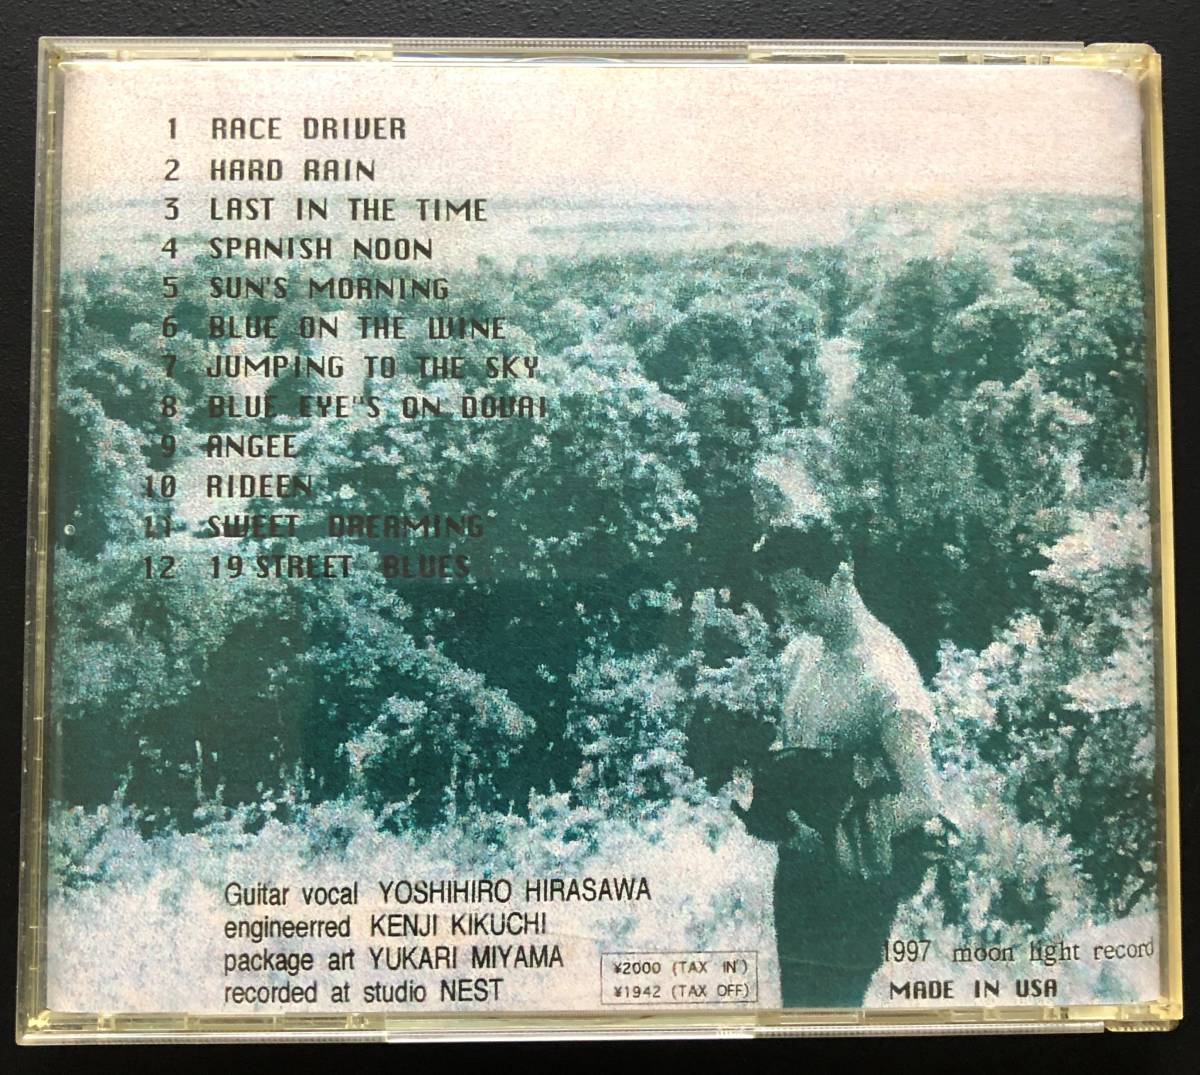 1 RACE DRIVER
2 HARD RAIN
3 LAST IN THE TIME
4 SPANISH NOON
5 SUN'S MORNING
6 BLUE ON THE WINE
7 JUMPING TO THE SKY
8 BLUE EYE"S ON DOUAI
9 ANGEE
10 RIDEEN
11 SWEET DREAMING
12 19 STREET BLUES
Guitar vocal YOSHIHIRO HIRASAWA
engineerred KENJI KIKUCHI
package art YUKARI MIYAMA
recorded at studio NEST
¥2000 (TAX IN)
¥1942 (TAX OFF)
1997 moon light record
MADE IN USA